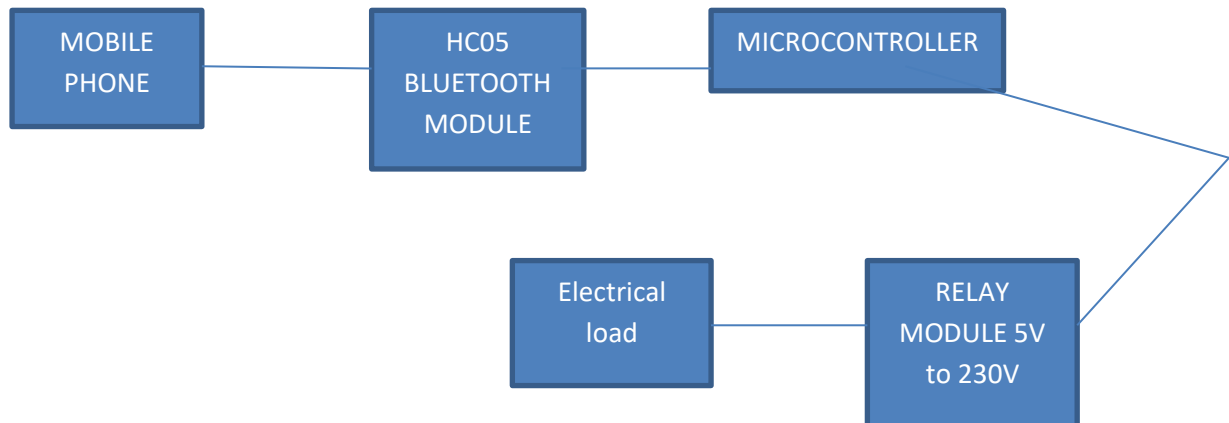 MOBILE
PHONE
HC05
BLUETOOTH
MODULE
MICROCONTROLLER
Electrical
load
RELAY
MODULE 5V
to 230V